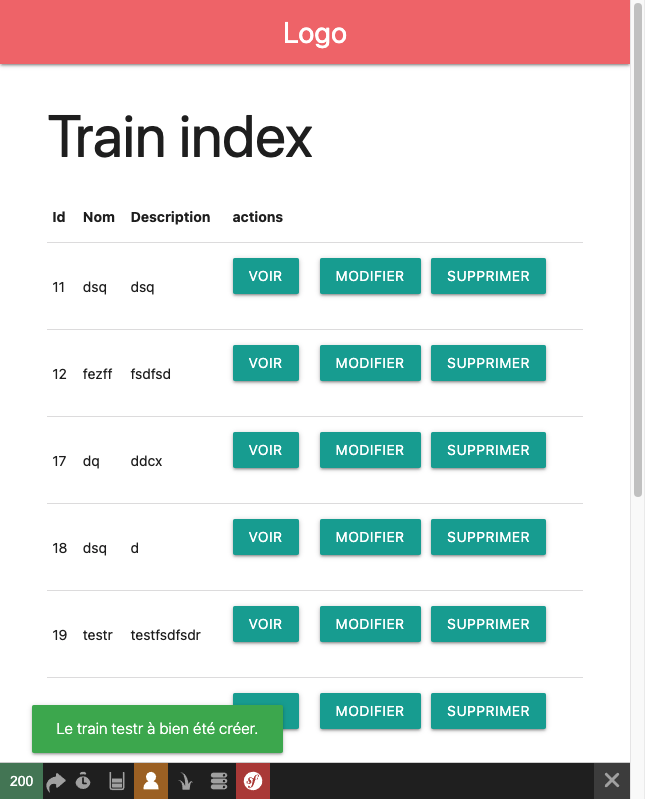 Logo
Train index
Id Nom Description actions
11 dsq dsq VOIR MODIFIER SUPPRIMER
12 fezff fsdfsd VOIR MODIFIER SUPPRIMER
17 dq ddcx VOIR MODIFIER SUPPRIMER
18 dsq d VOIR MODIFIER SUPPRIMER
19 testr testfsdfsdr VOIR MODIFIER SUPPRIMER
MODIFIER SUPPRIMER
Le train testr à bien été créer.
200 sf